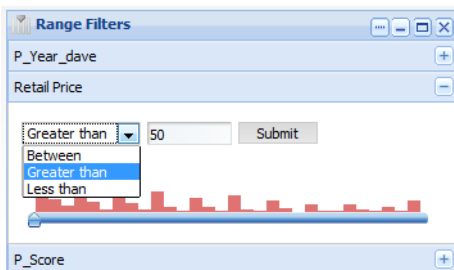 Range Filters
P_Year_dave
Retail Price
Greater than 50 Submit
Between
Greater than
Less than
P_Score